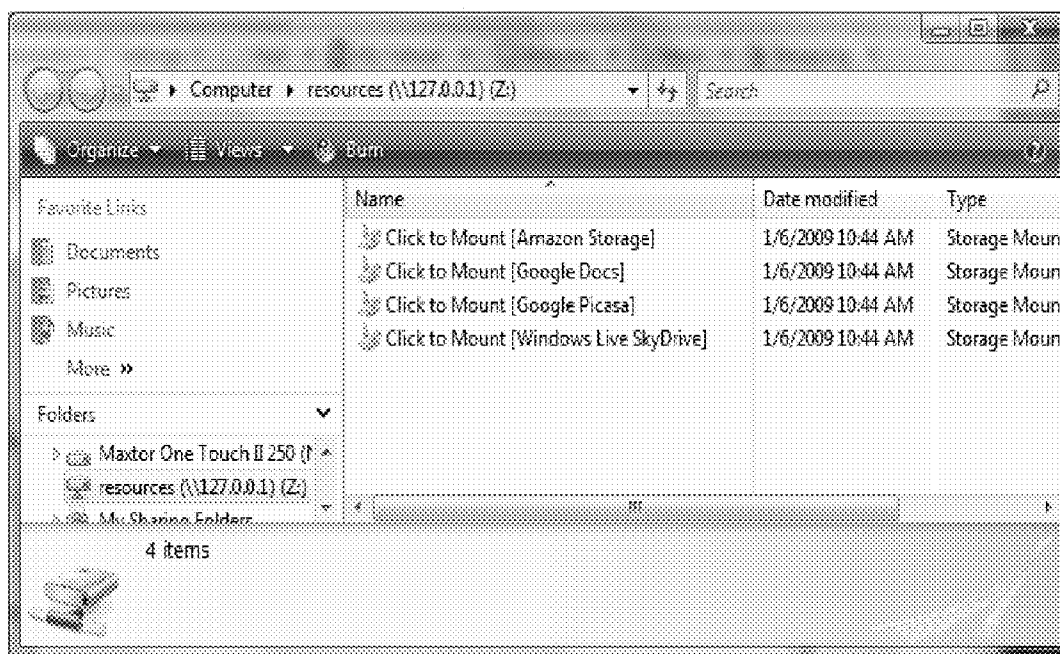 Computer ▸ resources (\\127.0.0.1) (Z:)
Search
Organize Views Burn
Favorite Links
Documents
Pictures
Music
More »
Folders
Maxtor One Touch II 250 (
resources (\\127.0.0.1) (Z:)
My Sharing Folders
Name Date modified Type
Click to Mount [Amazon Storage] 1/6/2009 10:44 AM Storage Moun
Click to Mount [Google Docs] 1/6/2009 10:44 AM Storage Moun
Click to Mount [Google Picasa] 1/6/2009 10:44 AM Storage Moun
Click to Mount [Windows Live SkyDrive] 1/6/2009 10:44 AM Storage Moun
4 items